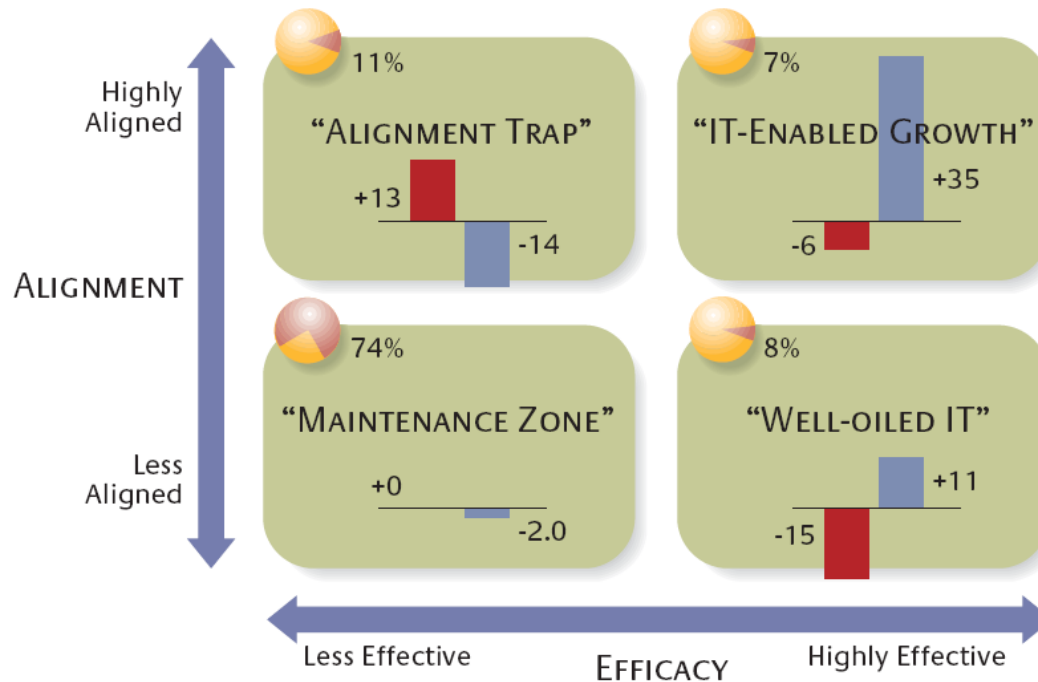 Highly
Aligned
ALIGNMENT
Less
Aligned
11%
“ALIGNMENT TRAP”
+13
-14
7%
“IT-ENABLED GROWTH”
+35
-6
74%
“MAINTENANCE ZONE”
+0
-2.0
8%
“WELL-OILED IT”
+11
-15
Less Effective
EFFICACY
Highly Effective